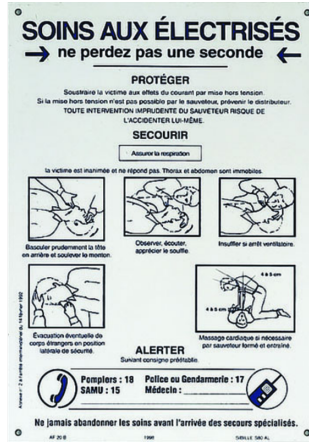 SOINS AUX ÉLECTRISÉS
ne perdez pas une seconde
PROTÉGER
Soustraire la victime aux effets du courant par mise hors tension.
Si la mise hors tension n'est pas possible par le sauveteur, prévenir le distributeur.
TOUTE INTERVENTION IMPRUDENTE DU SAUVETEUR RISQUE DE
L'ACCIDENTER LUI-MÊME.
SECOURIR
Assurer la respiration
la victime est inanimée et ne répond pas. Thorax et abdomen sont immobiles.
Basculer prudemment la tête
en arrière et soulever le menton.
Observer, écouter,
apprécier le souffle.
Insuffler si arrêt ventilatoire.
4 à 5 cm
4 à 5 cm
Évacuation éventuelle de
corps étrangers en position
latérale de sécurité.
Massage cardiaque si nécessaire
par sauveteur formé et entraîné.
ALERTER
Suivant consigne préétablie.
Pompiers : 18 Police ou Gendarmerie : 17
SAMU : 15 Médecin :
Ne jamais abandonner les soins avant l'arrivée des secours spécialisés.
1998